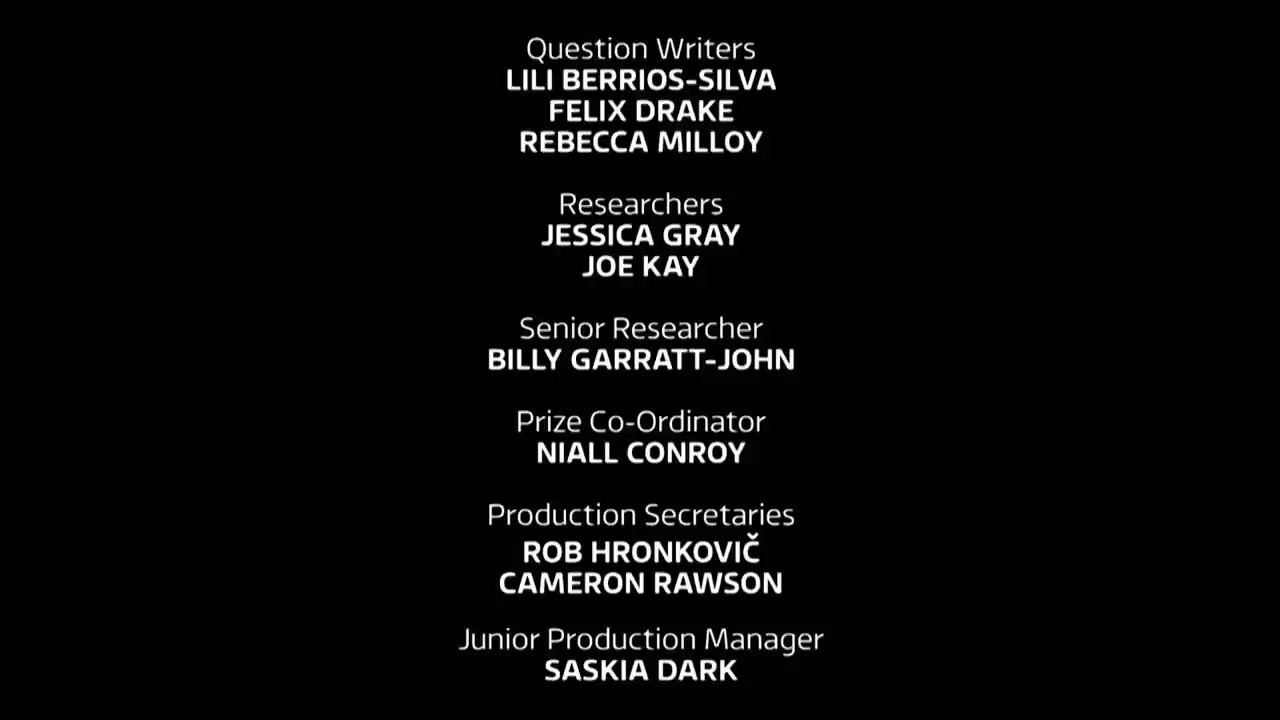 Question Writers
LILI BERRIOS-SILVA
FELIX DRAKE
REBECCA MILLOY
Researchers
JESSICA GRAY
JOE KAY
Senior Researcher
BILLY GARRATT-JOHN
Prize Co-Ordinator
NIALL CONROY
Production Secretaries
ROB HRONKOVIČ
CAMERON RAWSON
Junior Production Manager
SASKIA DARK